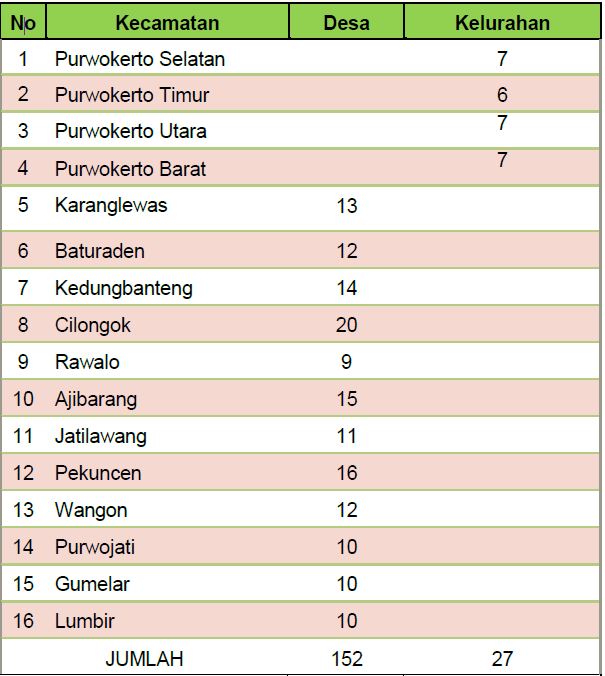 No Kecamatan Desa Kelurahan
1 Purwokerto Selatan 7
2 Purwokerto Timur 6
3 Purwokerto Utara 7
4 Purwokerto Barat 7
5 Karanglewas 13
6 Baturaden 12
7 Kedungbanteng 14
8 Cilongok 20
9 Rawalo 9
10 Ajibarang 15
11 Jatilawang 11
12 Pekuncen 16
13 Wangon 12
14 Purwojati 10
15 Gumelar 10
16 Lumbir 10
JUMLAH 152 27